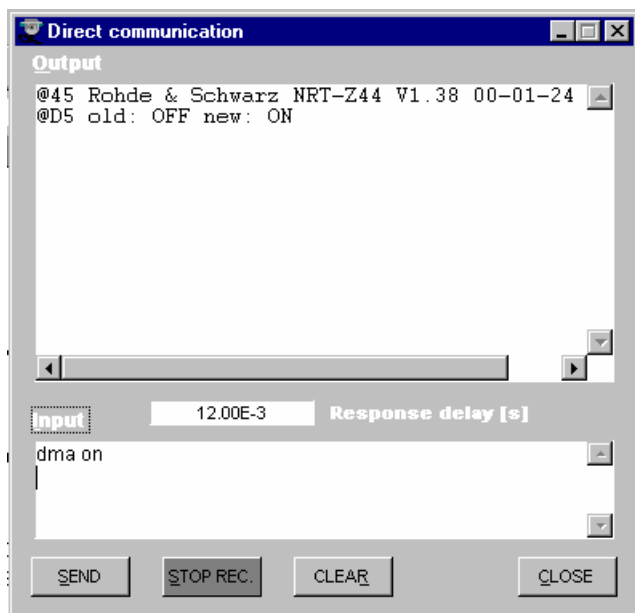 Direct communication
Output
@45 Rohde & Schwarz NRT-Z44 V1.38 00-01-24
@D5 old: OFF new: ON
Input
12.00E-3
Response delay [s]
dma on
SEND
STOP REC.
CLEAR
CLOSE